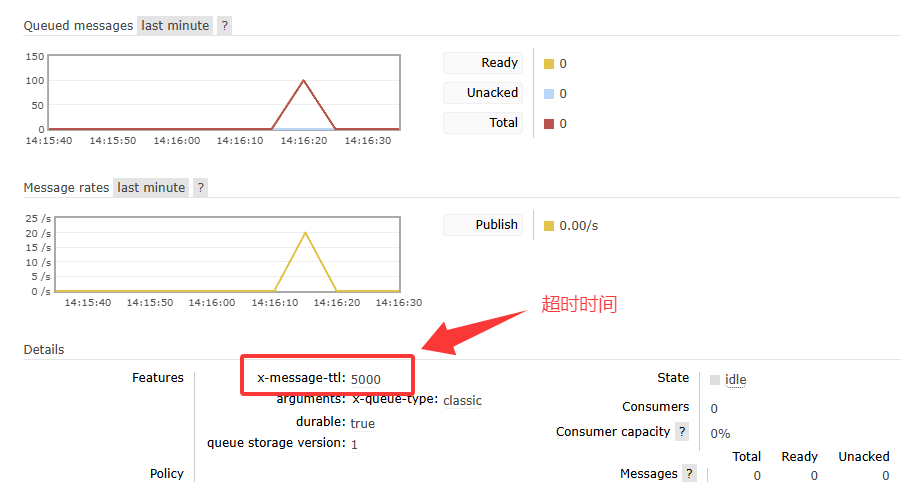 Queued messages last minute ?
150
100
50
0
14:15:40 14:15:50 14:16:00 14:16:10 14:16:20 14:16:30
Ready 0
Unacked 0
Total 0
Message rates last minute ?
25 /s
20 /s
15 /s
10 /s
5 /s
0 /s
14:15:40 14:15:50 14:16:00 14:16:10 14:16:20 14:16:30
Publish 0.00/s
超时时间
Details
Features x-message-ttl: 5000
arguments: x-queue-type: classic
durable: true
queue storage version: 1
Policy
State idle
Consumers 0
Consumer capacity ? 0%
Total Ready Unacked
Messages ? 0 0 0